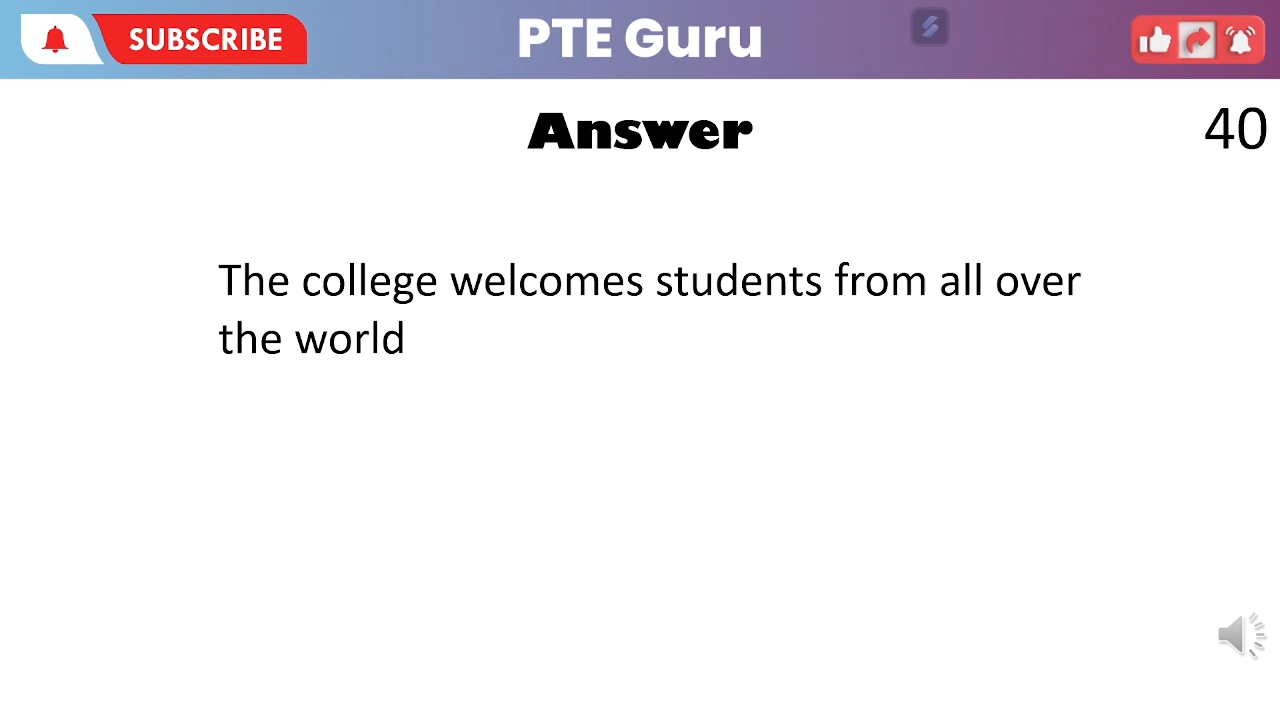 SUBSCRIBE
PTE Guru
Answer
40
The college welcomes students from all over
the world